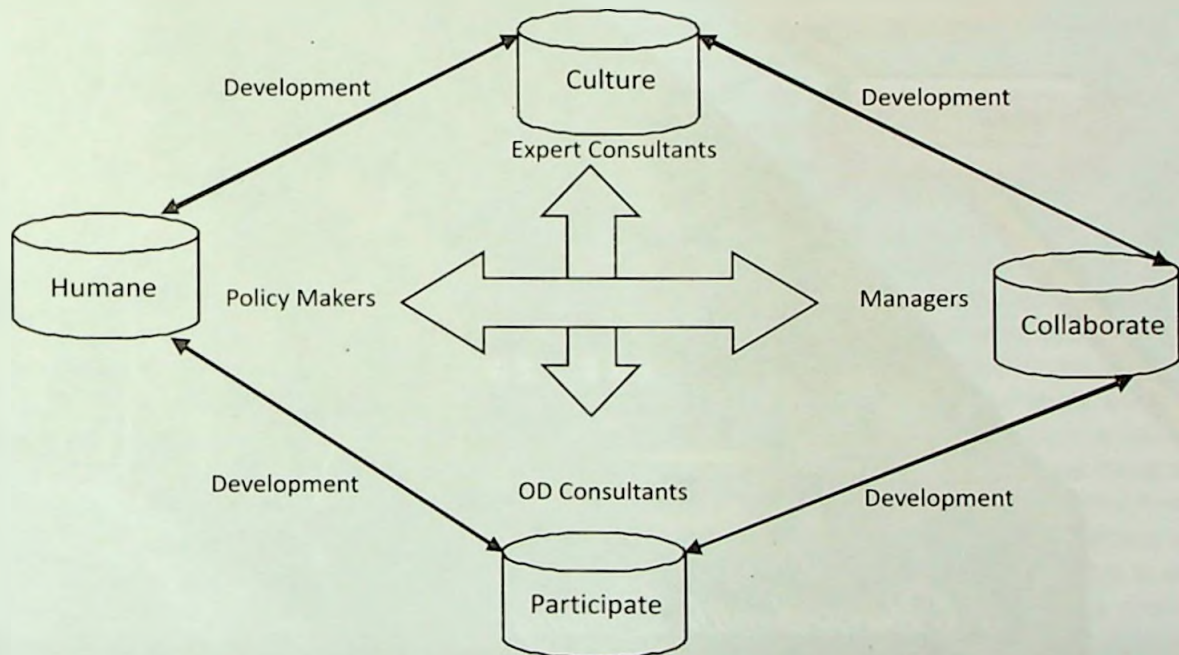 Culture
Development
Development
Expert Consultants
Humane
Policy Makers
Managers
Collaborate
Development
OD Consultants
Development
Participate